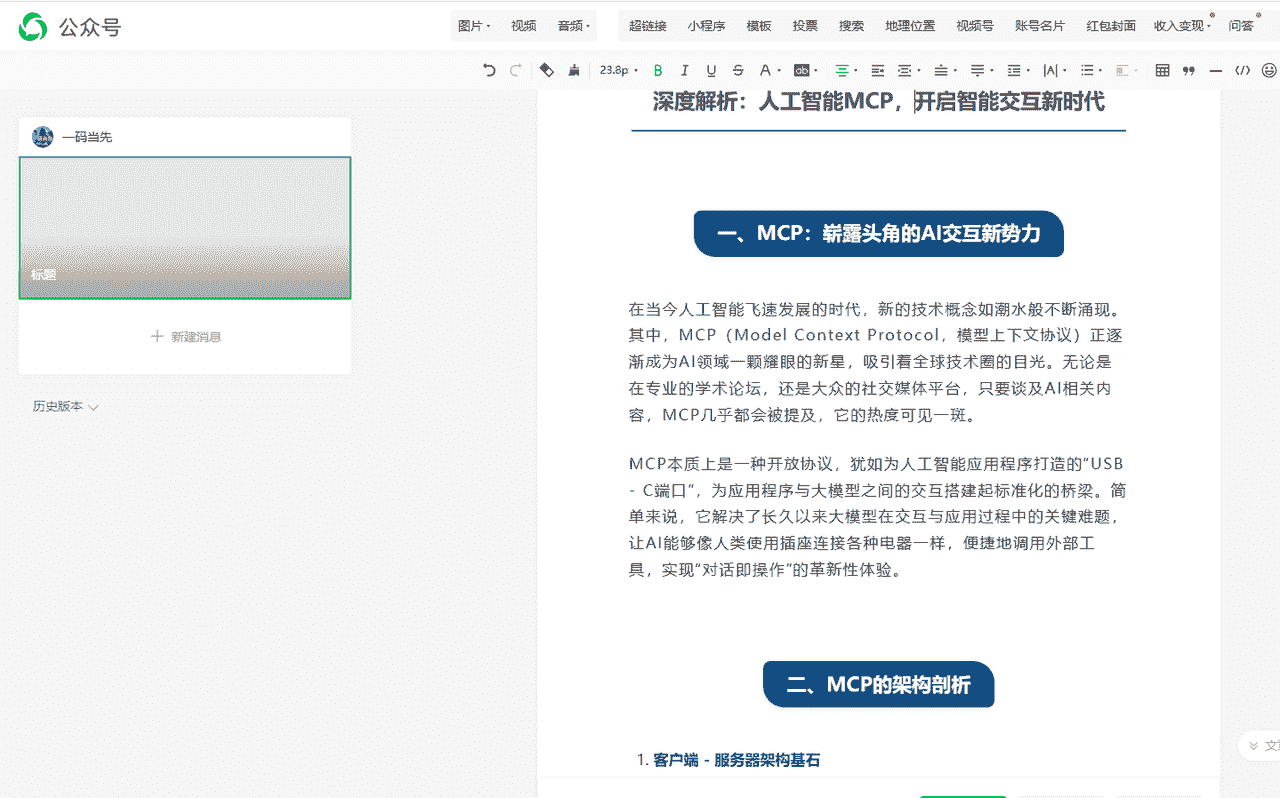 公众号
图片 视频 音频 超链接 小程序 模板 投票 搜索 地理位置 视频号 账号名片 红包封面 收入变现 问答
23.8p B I U S A ab |A|
一码当先
标题
新建消息
历史版本
深度解析：人工智能MCP，开启智能交互新时代
一、MCP：崭露头角的AI交互新势力
在当今人工智能飞速发展的时代，新的技术概念如潮水般不断涌现。
其中，MCP（Model Context Protocol，模型上下文协议）正逐
渐成为AI领域一颗耀眼的新星，吸引着全球技术圈的目光。无论是
在专业的学术论坛，还是大众的社交媒体平台，只要谈及AI相关内
容，MCP几乎都会被提及，它的热度可见一斑。
MCP本质上是一种开放协议，犹如为人工智能应用程序打造的“USB
- C端口”，为应用程序与大模型之间的交互搭建起标准化的桥梁。简
单来说，它解决了长久以来大模型在交互与应用过程中的关键难题，
让AI能够像人类使用插座连接各种电器一样，便捷地调用外部工
具，实现“对话即操作”的革新性体验。
二、MCP的架构剖析
1. 客户端 - 服务器架构基石